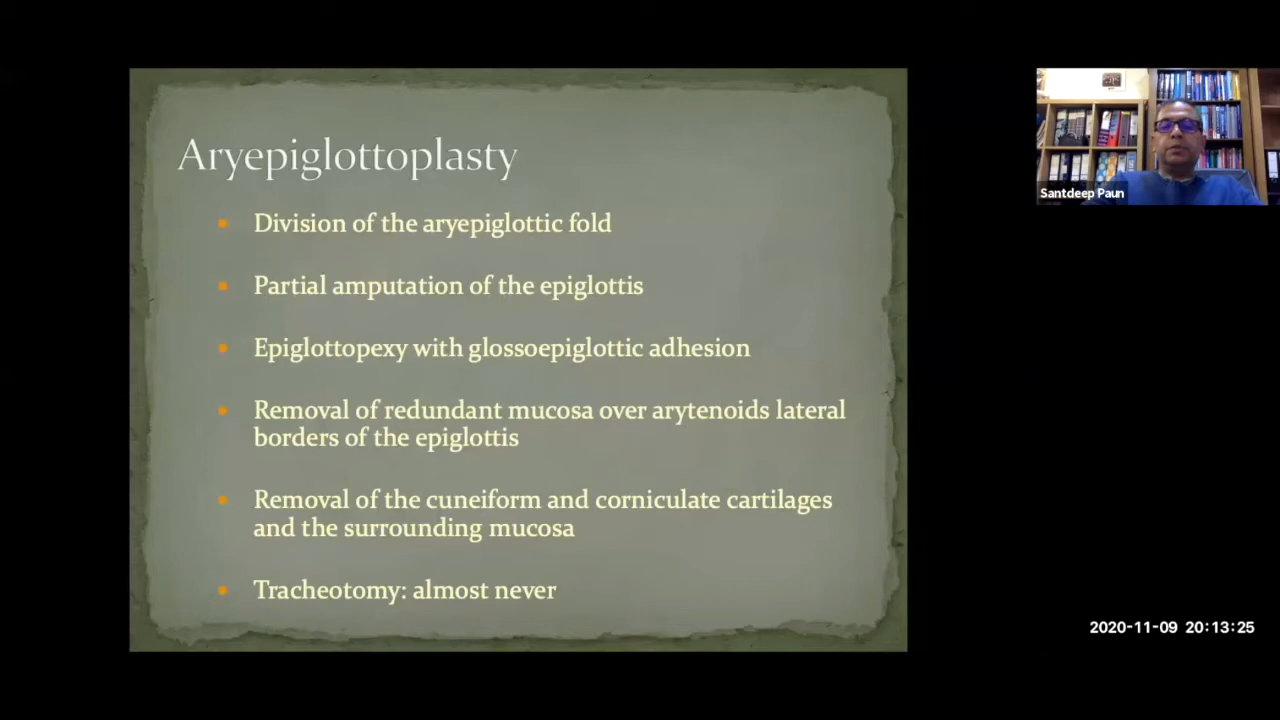 Aryepiglottoplasty
Division of the aryepiglottic fold
Partial amputation of the epiglottis
Epiglottopexy with glossoepiglottic adhesion
Removal of redundant mucosa over arytenoids lateral
borders of the epiglottis
Removal of the cuneiform and corniculate cartilages
and the surrounding mucosa
Tracheotomy: almost never
Santdeep Paun
2020-11-09 20:13:25